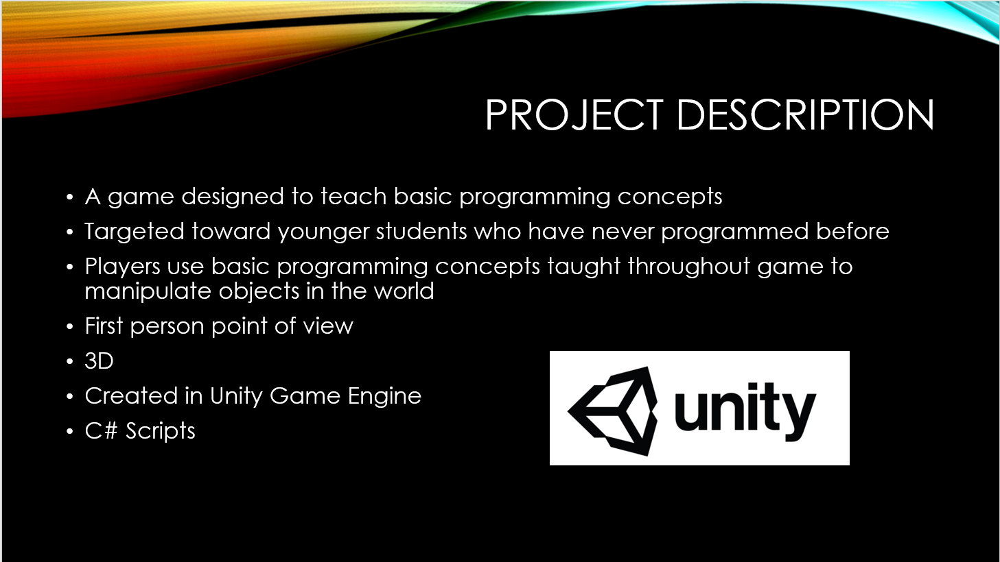 PROJECT DESCRIPTION
• A game designed to teach basic programming concepts
• Targeted toward younger students who have never programmed before
• Players use basic programming concepts taught throughout game to
manipulate objects in the world
• First person point of view
• 3D
• Created in Unity Game Engine
• C# Scripts
unity